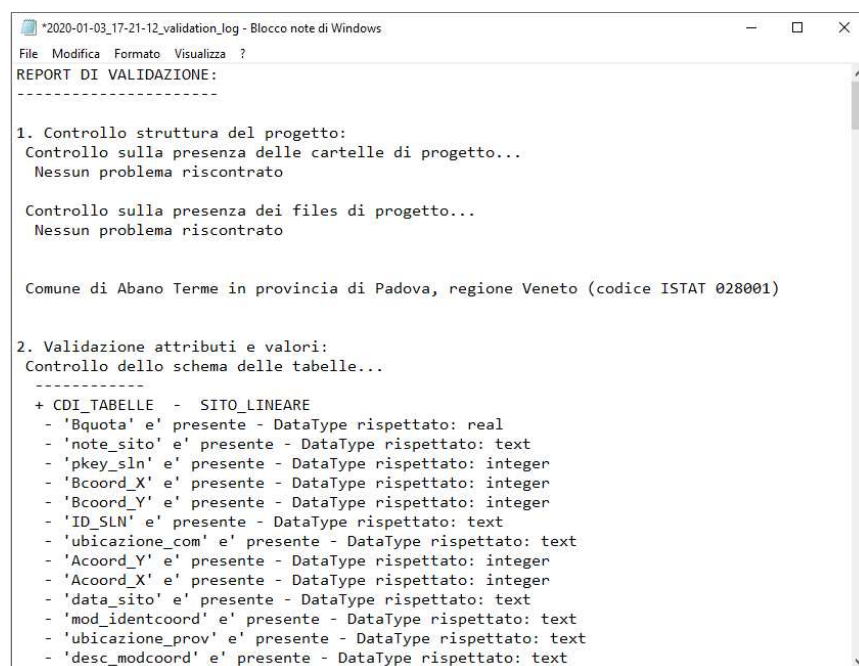 *2020-01-03_17-21-12_validation_log - Blocco note di Windows
File Modifica Formato Visualizza ?
REPORT DI VALIDAZIONE:
----------------------
1. Controllo struttura del progetto:
Controllo sulla presenza delle cartelle di progetto...
Nessun problema riscontrato
Controllo sulla presenza dei files di progetto...
Nessun problema riscontrato
Comune di Abano Terme in provincia di Padova, regione Veneto (codice ISTAT 028001)
2. Validazione attributi e valori:
Controllo dello schema delle tabelle...
------------
+ CDI_TABELLE - SITO_LINEARE
- 'Bquota' e' presente - DataType rispettato: real
- 'note_sito' e' presente - DataType rispettato: text
- 'pkey_sln' e' presente - DataType rispettato: integer
- 'Bcoord_X' e' presente - DataType rispettato: integer
- 'Bcoord_Y' e' presente - DataType rispettato: integer
- 'ID_SLN' e' presente - DataType rispettato: text
- 'ubicazione_com' e' presente - DataType rispettato: text
- 'Acoord_Y' e' presente - DataType rispettato: integer
- 'Acoord_X' e' presente - DataType rispettato: integer
- 'data_sito' e' presente - DataType rispettato: text
- 'mod_identcoord' e' presente - DataType rispettato: text
- 'ubicazione_prov' e' presente - DataType rispettato: text
- 'desc_modcoord' e' presente - DataType rispettato: text